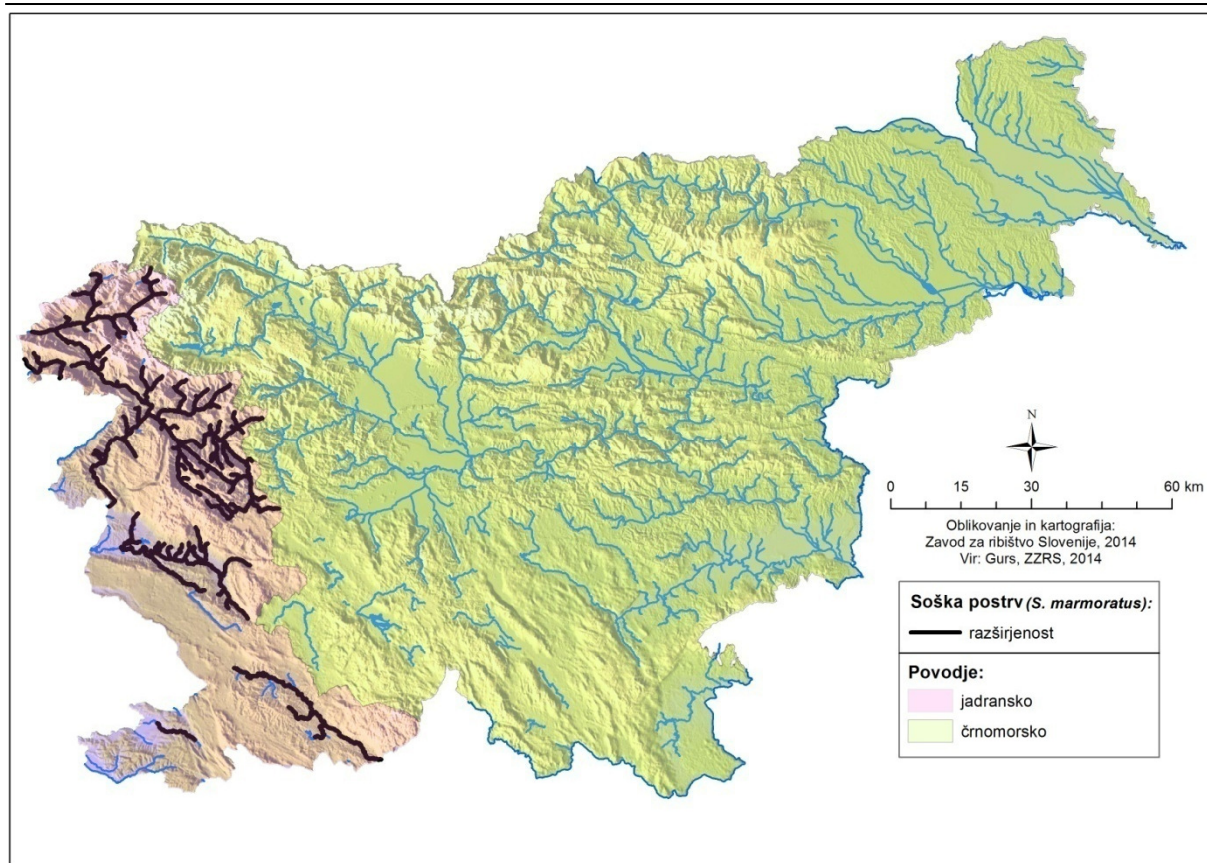 N
0 15 30 60 km
Oblikovanje in kartografija:
Zavod za ribištvo Slovenije, 2014
Vir: Gurs, ZZRS, 2014
Soška postrv (S. marmoratus):
razširjenost
Povodje:
jadransko
črnomorsko